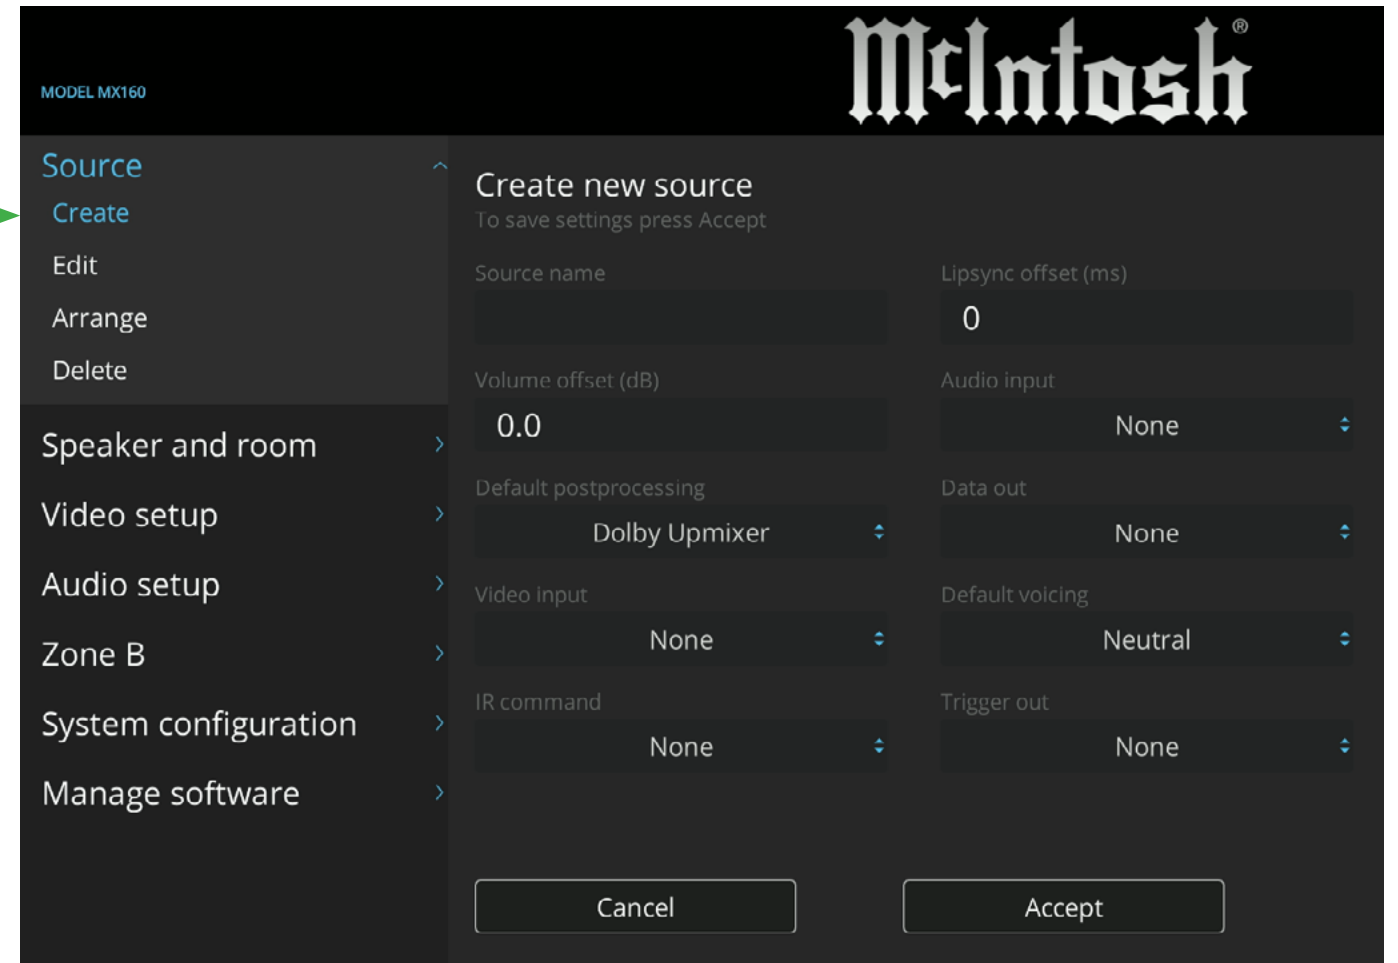 McIntosh®
MODEL MX160
Source
Create
Edit
Arrange
Delete
Speaker and room
Video setup
Audio setup
Zone B
System configuration
Manage software
Create new source
To save settings press Accept
Source name
Lipsync offset (ms)
0
Volume offset (dB)
0.0
Audio input
None
Default postprocessing
Dolby Upmixer
Data out
None
Video input
None
Default voicing
Neutral
IR command
None
Trigger out
None
Cancel
Accept